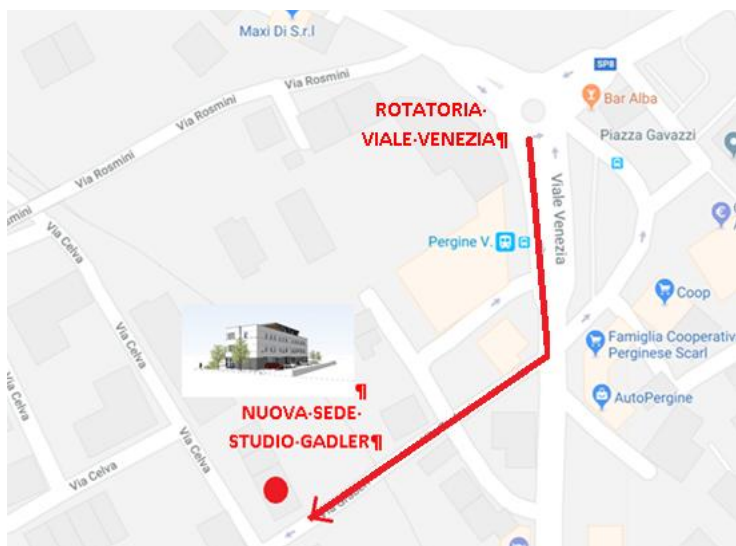 Maxi Di S.r.l
SP8
Via Rosmini
Bar Alba
ROTATORIA·
VIALE·VENEZIA¶
Piazza Gavazzi
Via Rosmini
Via Rosmini
Viale Venezia
smini
Via Celva
Pergine V.
Coop
Via Celva
Famiglia Cooperativ
Perginese Scarl
¶
AutoPergine
NUOVA·SEDE·
STUDIO·GADLER¶
Via Celva
Via Celva
Via Celva